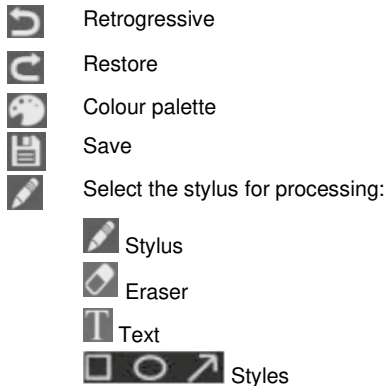 Retrogressive
Restore
Colour palette
Save
Select the stylus for processing:
Stylus
Eraser
T Text
Styles